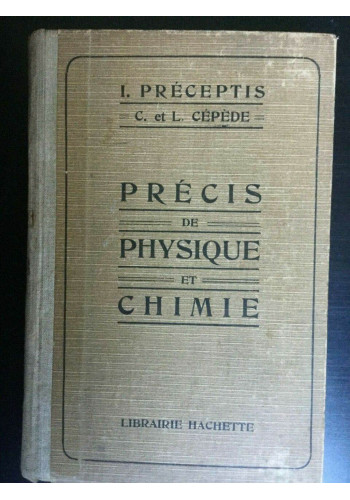 I. PRÉCEPTIS
C. et L. CÉPÈDE
PRÉCIS
DE
PHYSIQUE
ET
CHIMIE
LIBRAIRIE HACHETTE